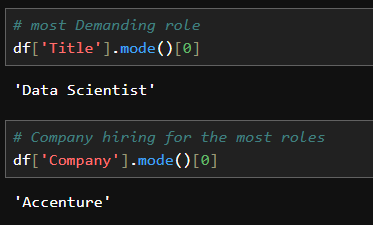 # most Demanding role
df['Title'].mode()[0]
'Data Scientist'
# Company hiring for the most roles
df['Company'].mode()[0]
'Accenture'